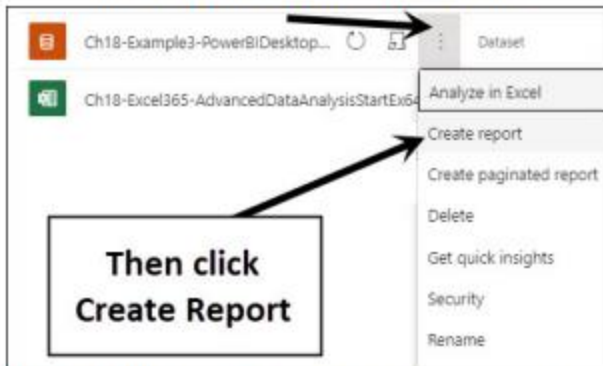 Ch18-Example3-PowerBIDesktop... Dataset
Ch18-Excel365-AdvancedDataAnalysisStartEx64
Analyze in Excel
Create report
Create paginated report
Delete
Get quick insights
Security
Rename
Then click
Create Report